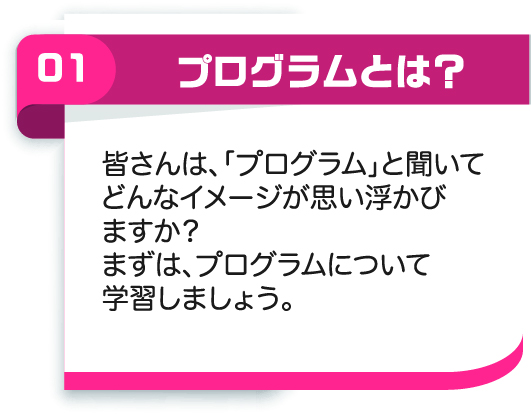 01
プログラムとは？
皆さんは、「プログラム」と聞いて
どんなイメージが思い浮かび
ますか？
まずは、プログラムについて
学習しましょう。